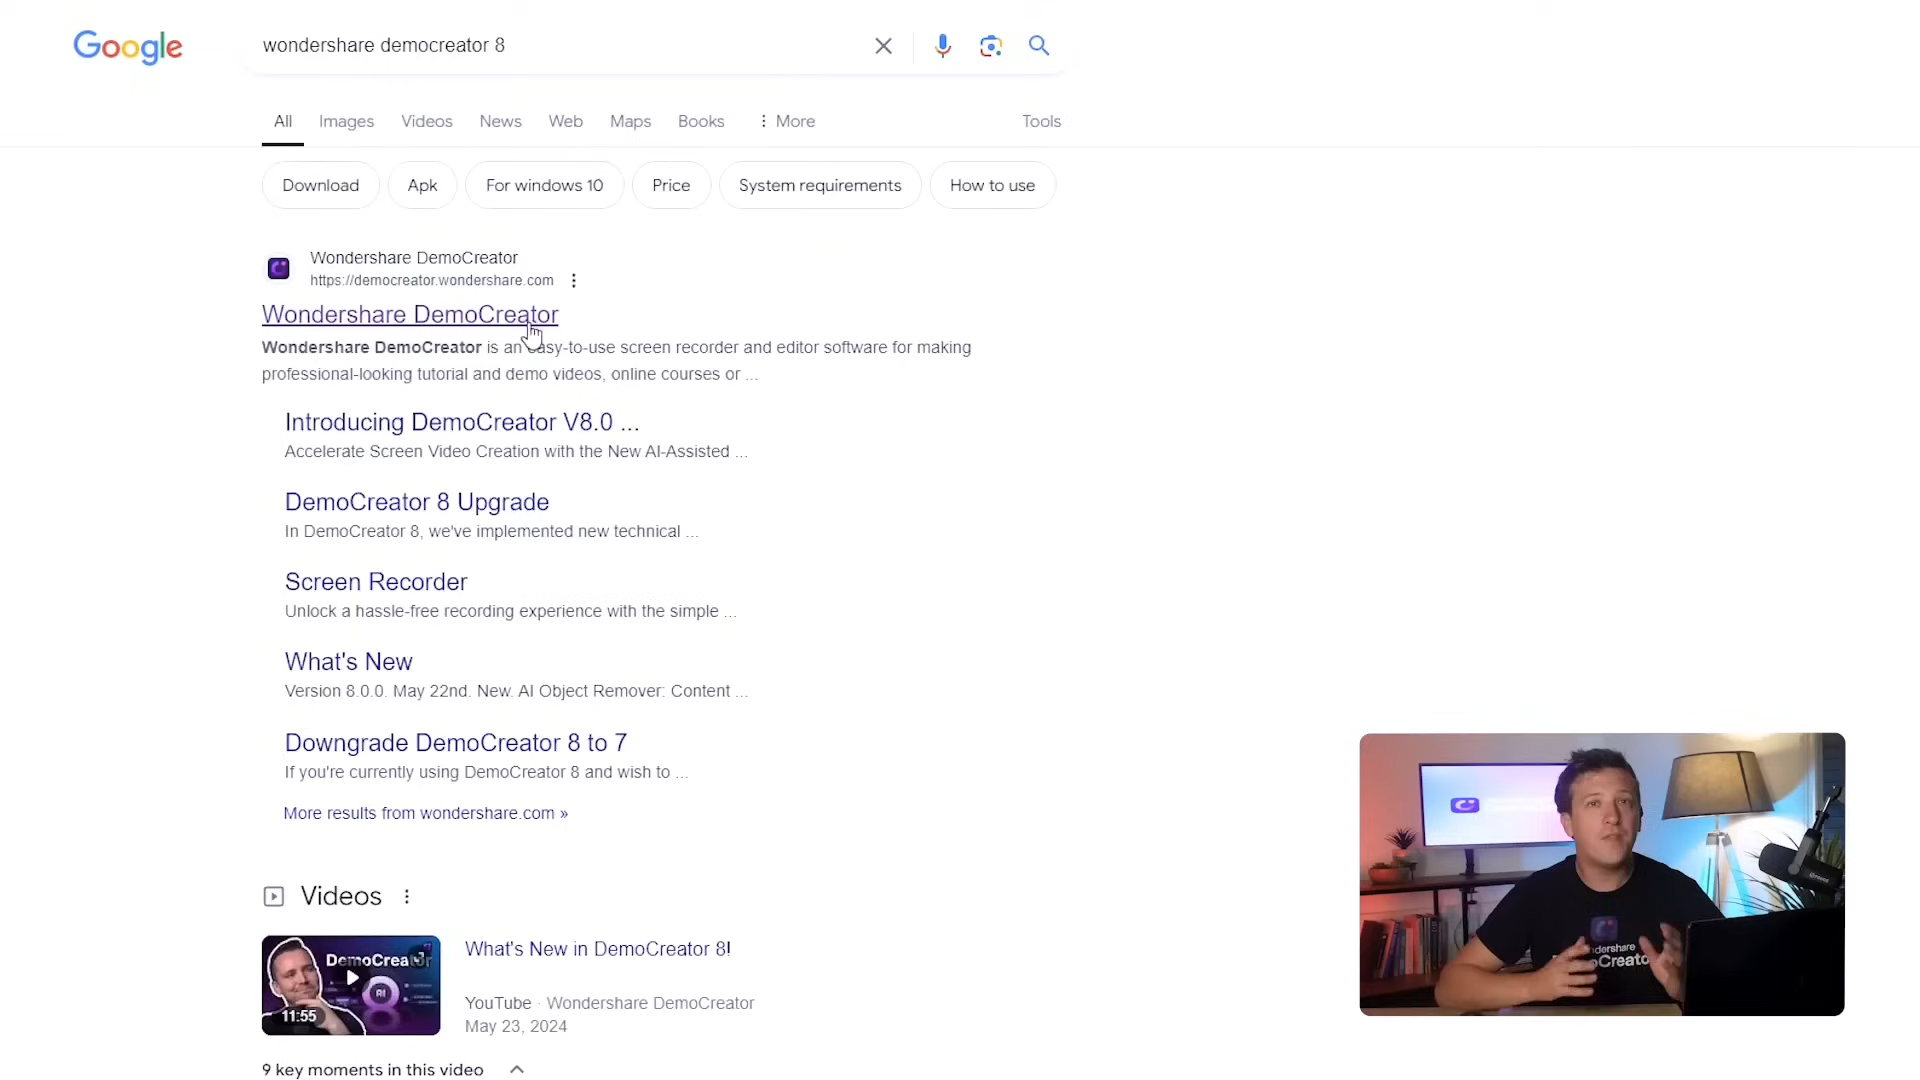 Google
wondershare democreator 8
All
Images
Videos
News
Web
Maps
Books
More
Tools
Download
Apk
For windows 10
Price
System requirements
How to use
Wondershare DemoCreator
https://democreator.wondershare.com
Wondershare DemoCreator
Wondershare DemoCreator is an easy-to-use screen recorder and editor software for making
professional-looking tutorial and demo videos, online courses or ...
Introducing DemoCreator V8.0 ...
Accelerate Screen Video Creation with the New AI-Assisted ...
DemoCreator 8 Upgrade
In DemoCreator 8, we've implemented new technical ...
Screen Recorder
Unlock a hassle-free recording experience with the simple ...
What's New
Version 8.0.0. May 22nd. New. AI Object Remover: Content ...
Downgrade DemoCreator 8 to 7
If you're currently using DemoCreator 8 and wish to ...
More results from wondershare.com »
Videos
DemoCreator
AI
11:55
What's New in DemoCreator 8!
YouTube · Wondershare DemoCreator
May 23, 2024
9 key moments in this video